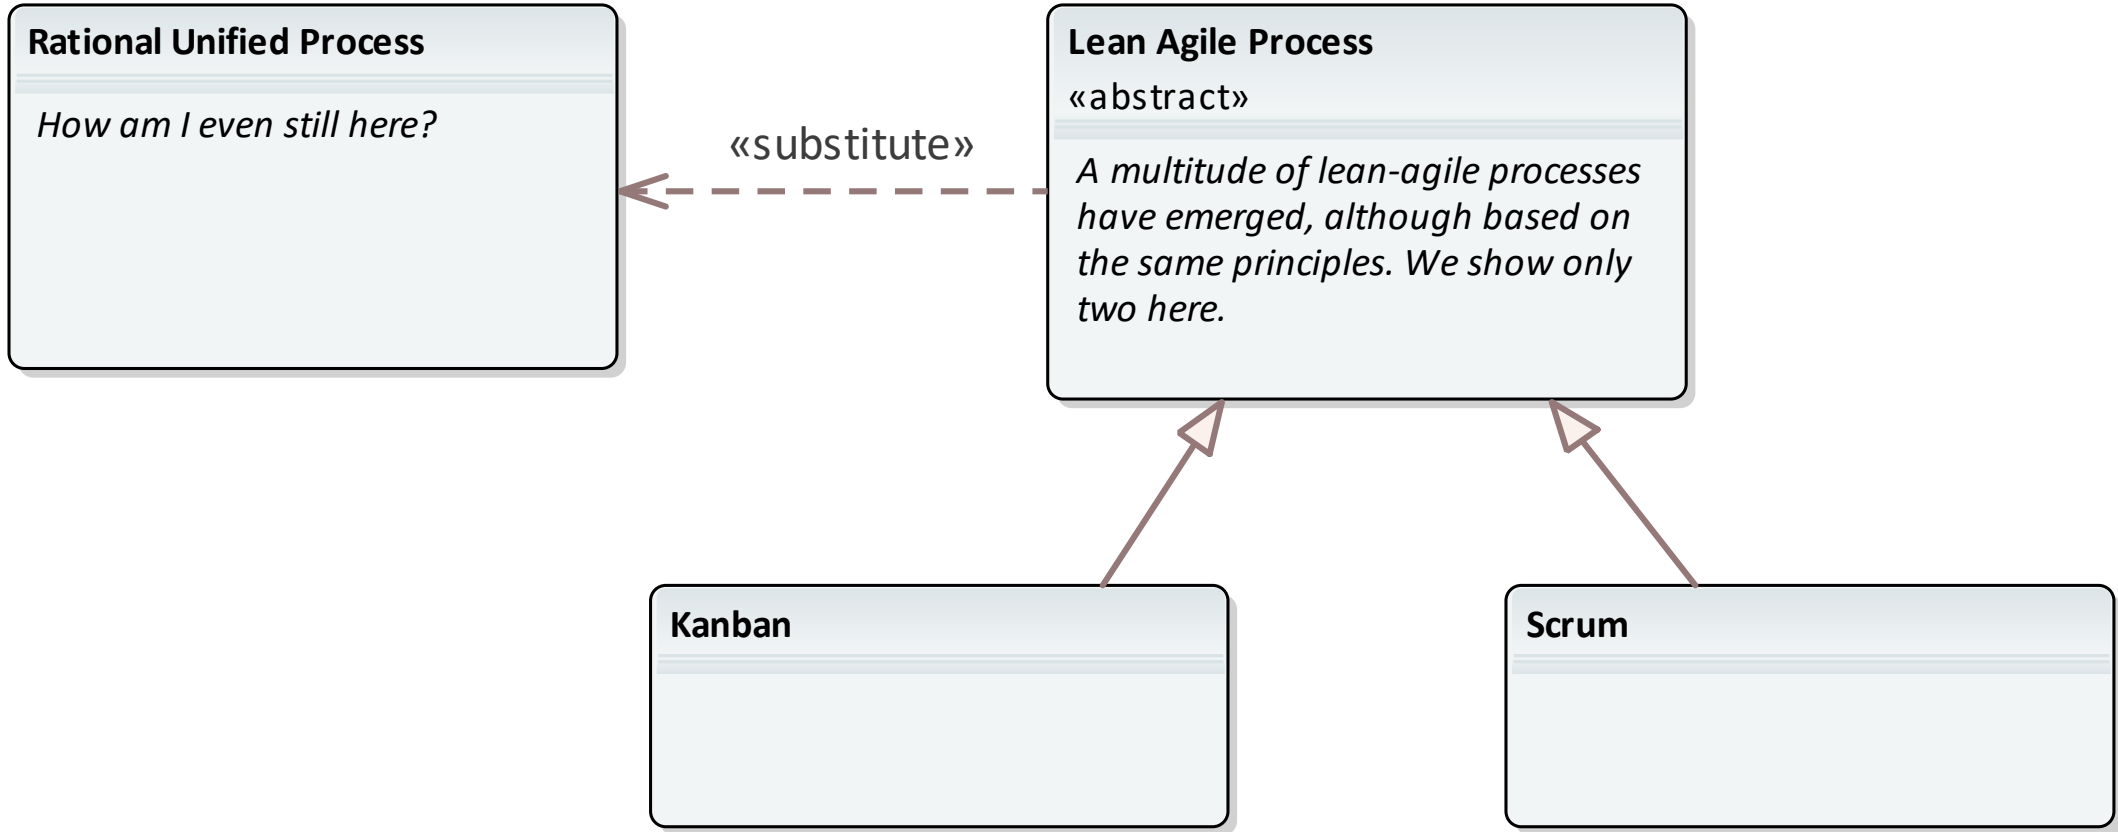 Rational Unified Process
How am I even still here?
«substitute»
Lean Agile Process
«abstract»
A multitude of lean-agile processes
have emerged, although based on
the same principles. We show only
two here.
Kanban
Scrum